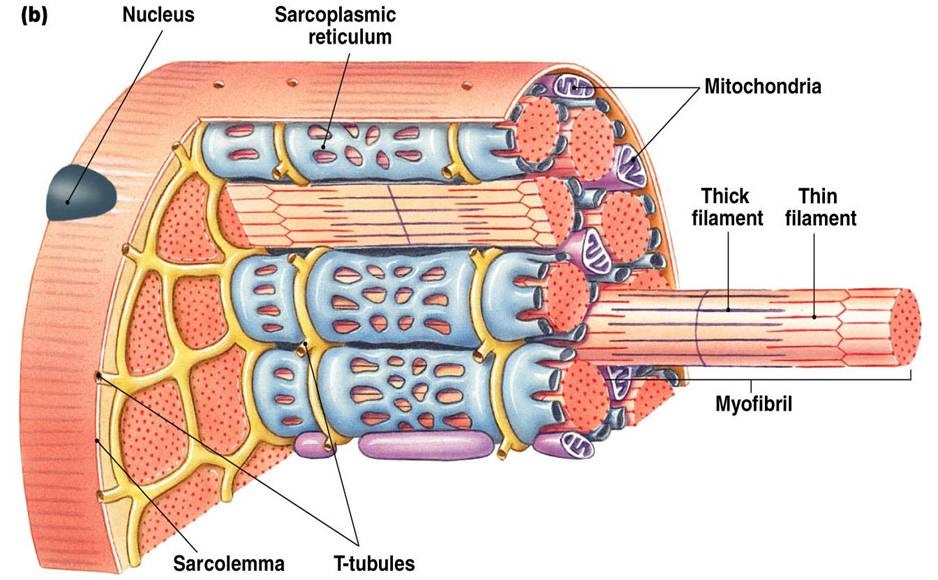 (b)
Nucleus
Sarcoplasmic
reticulum
Mitochondria
Thick
filament
Thin
filament
Myofibril
Sarcolemma
T-tubules